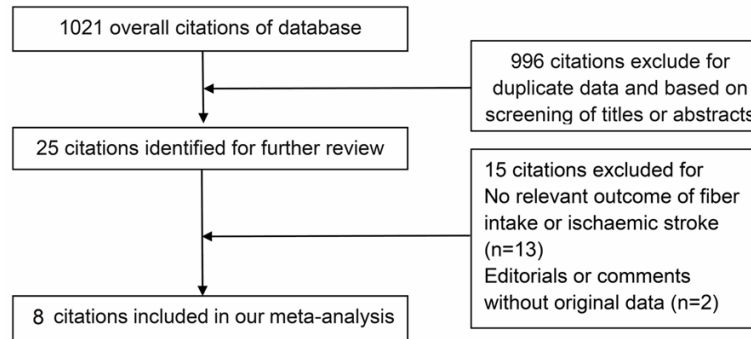 1021 overall citations of database
996 citations exclude for
duplicate data and based on
screening of titles or abstracts
25 citations identified for further review
15 citations excluded for
No relevant outcome of fiber
intake or ischaemic stroke
(n=13)
Editorials or comments
without original data (n=2)
8 citations included in our meta-analysis